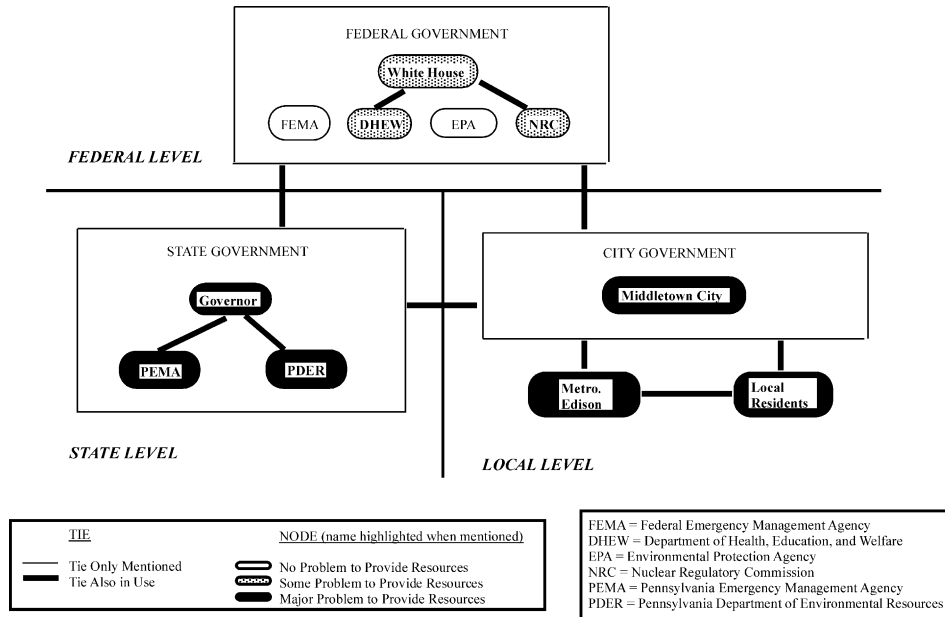 FEDERAL GOVERNMENT
White House
FEMA
DHEW
EPA
NRC
FEDERAL LEVEL
STATE GOVERNMENT
Governor
PEMA
PDER
STATE LEVEL
CITY GOVERNMENT
Middletown City
Metro.
Edison
Local
Residents
LOCAL LEVEL
TIE
Tie Only Mentioned
Tie Also in Use
NODE (name highlighted when mentioned)
No Problem to Provide Resources
Some Problem to Provide Resources
Major Problem to Provide Resources
FEMA = Federal Emergency Management Agency
DHEW = Department of Health, Education, and Welfare
EPA = Environmental Protection Agency
NRC = Nuclear Regulatory Commission
PEMA = Pennsylvania Emergency Management Agency
PDER = Pennsylvania Department of Environmental Resources